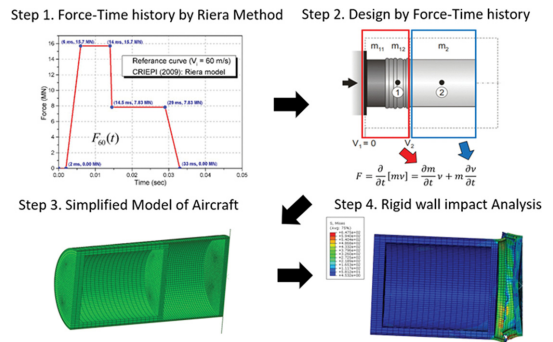 Step 1. Force-Time history by Riera Method
Step 2. Design by Force-Time history
(6 ms, 15.7 MN)
(14 ms, 15.7 MN)
Referance curve (Vi = 60 m/s)
CRIEPI (2009): Riera model
(14.5 ms, 7.83 MN)
(29 ms, 7.83 MN)
F60(t)
(2 ms, 0.00 MN)
(33 ms, 0.00 MN)
Force (MN)
16
14
12
10
8
6
4
2
0
0.00
0.01
0.02
0.03
0.04
0.05
Time (sec)
m11
m12
m2
1
2
V1 = 0
V2
F = ∂/∂t [mv] = ∂m/∂t v + m ∂v/∂t
Step 3. Simplified Model of Aircraft
Step 4. Rigid wall impact Analysis
S, Mises
(Avg: 75%)